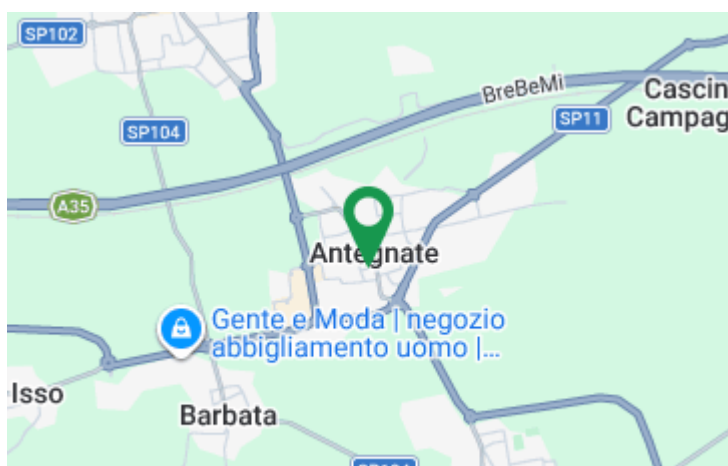 SP102
BreBeMi
Cascin
Campag
SP104
SP11
A35
Antegnate
Gente e Moda | negozio
abbigliamento uomo |...
Isso
Barbata